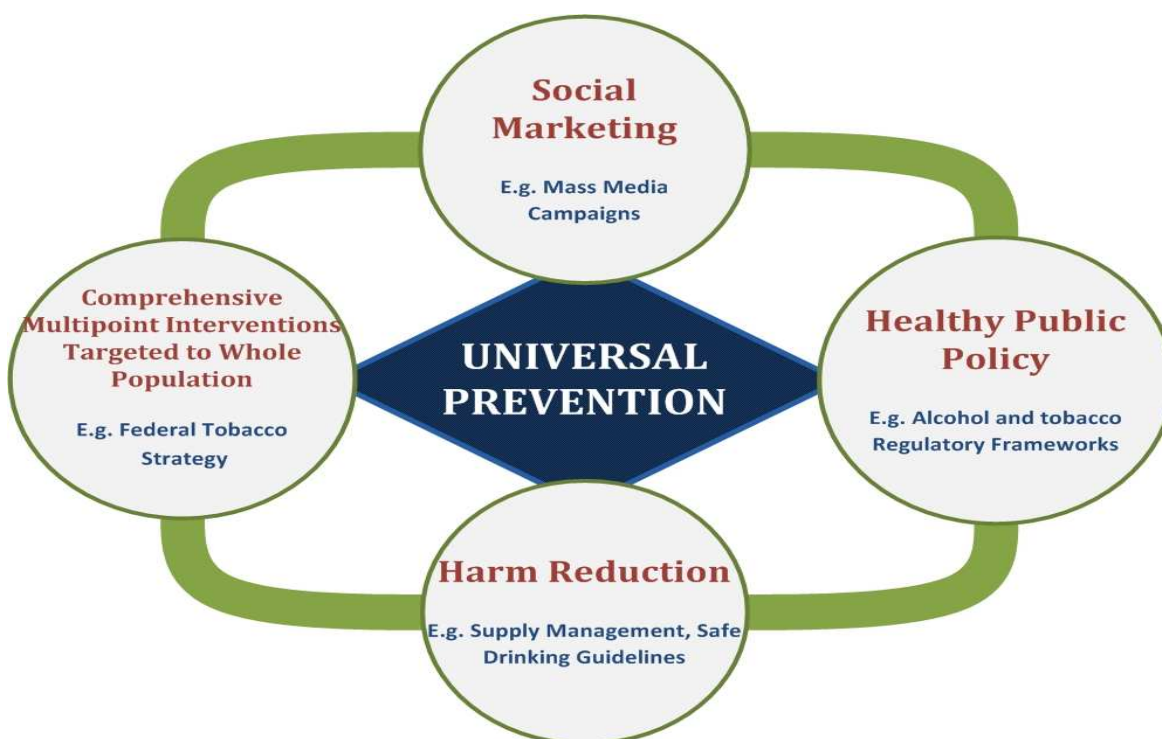 Social
Marketing
E.g. Mass Media
Campaigns
Comprehensive
Multipoint Interventions
Targeted to Whole
Population
E.g. Federal Tobacco
Strategy
UNIVERSAL
PREVENTION
Healthy Public
Policy
E.g. Alcohol and tobacco
Regulatory Frameworks
Harm Reduction
E.g. Supply Management, Safe
Drinking Guidelines